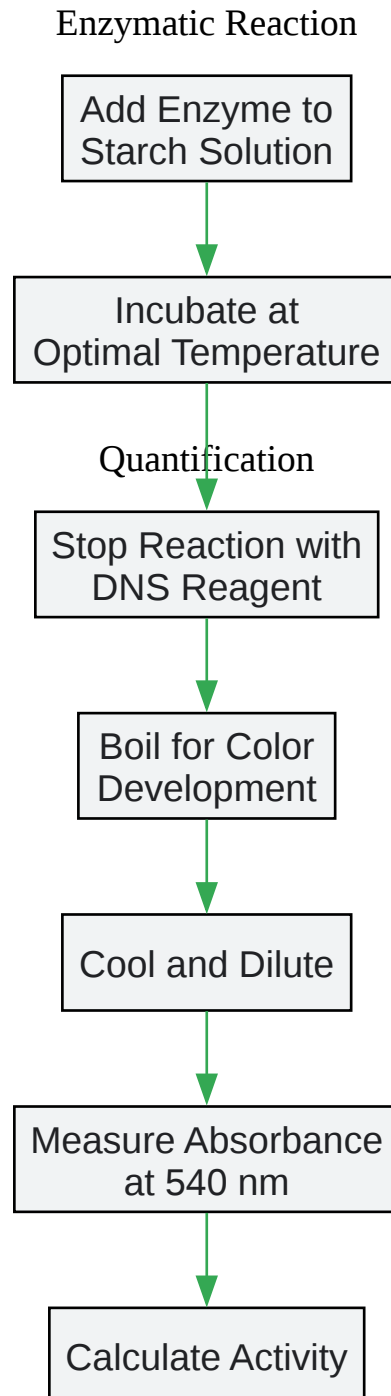 Enzymatic Reaction
Add Enzyme to
Starch Solution
Incubate at
Optimal Temperature
Quantification
Stop Reaction with
DNS Reagent
Boil for Color
Development
Cool and Dilute
Measure Absorbance
at 540 nm
Calculate Activity